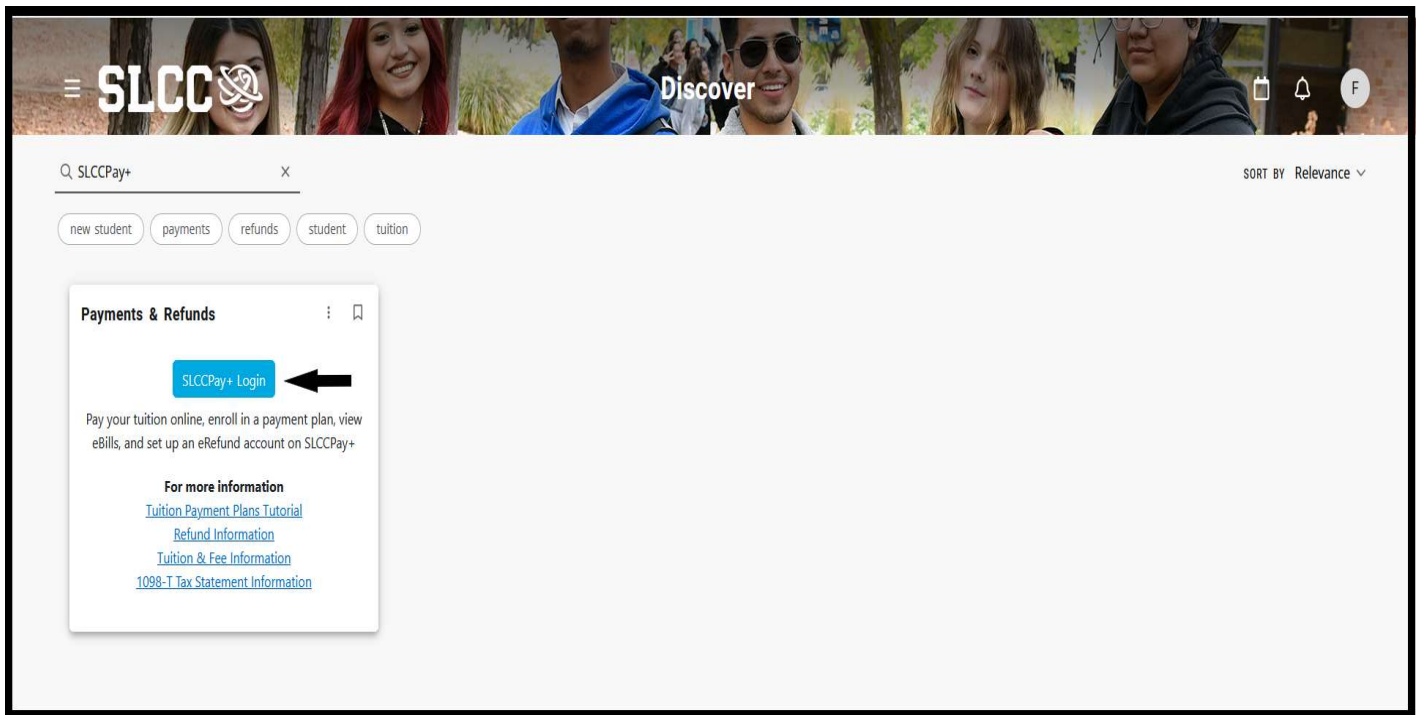 SLCC
Discover
F
SLCCPay+
SORT BY Relevance
new student payments refunds student tuition
Payments & Refunds
SLCCPay+ Login
Pay your tuition online, enroll in a payment plan, view
eBills, and set up an eRefund account on SLCCPay+
For more information
Tuition Payment Plans Tutorial
Refund Information
Tuition & Fee Information
1098-T Tax Statement Information